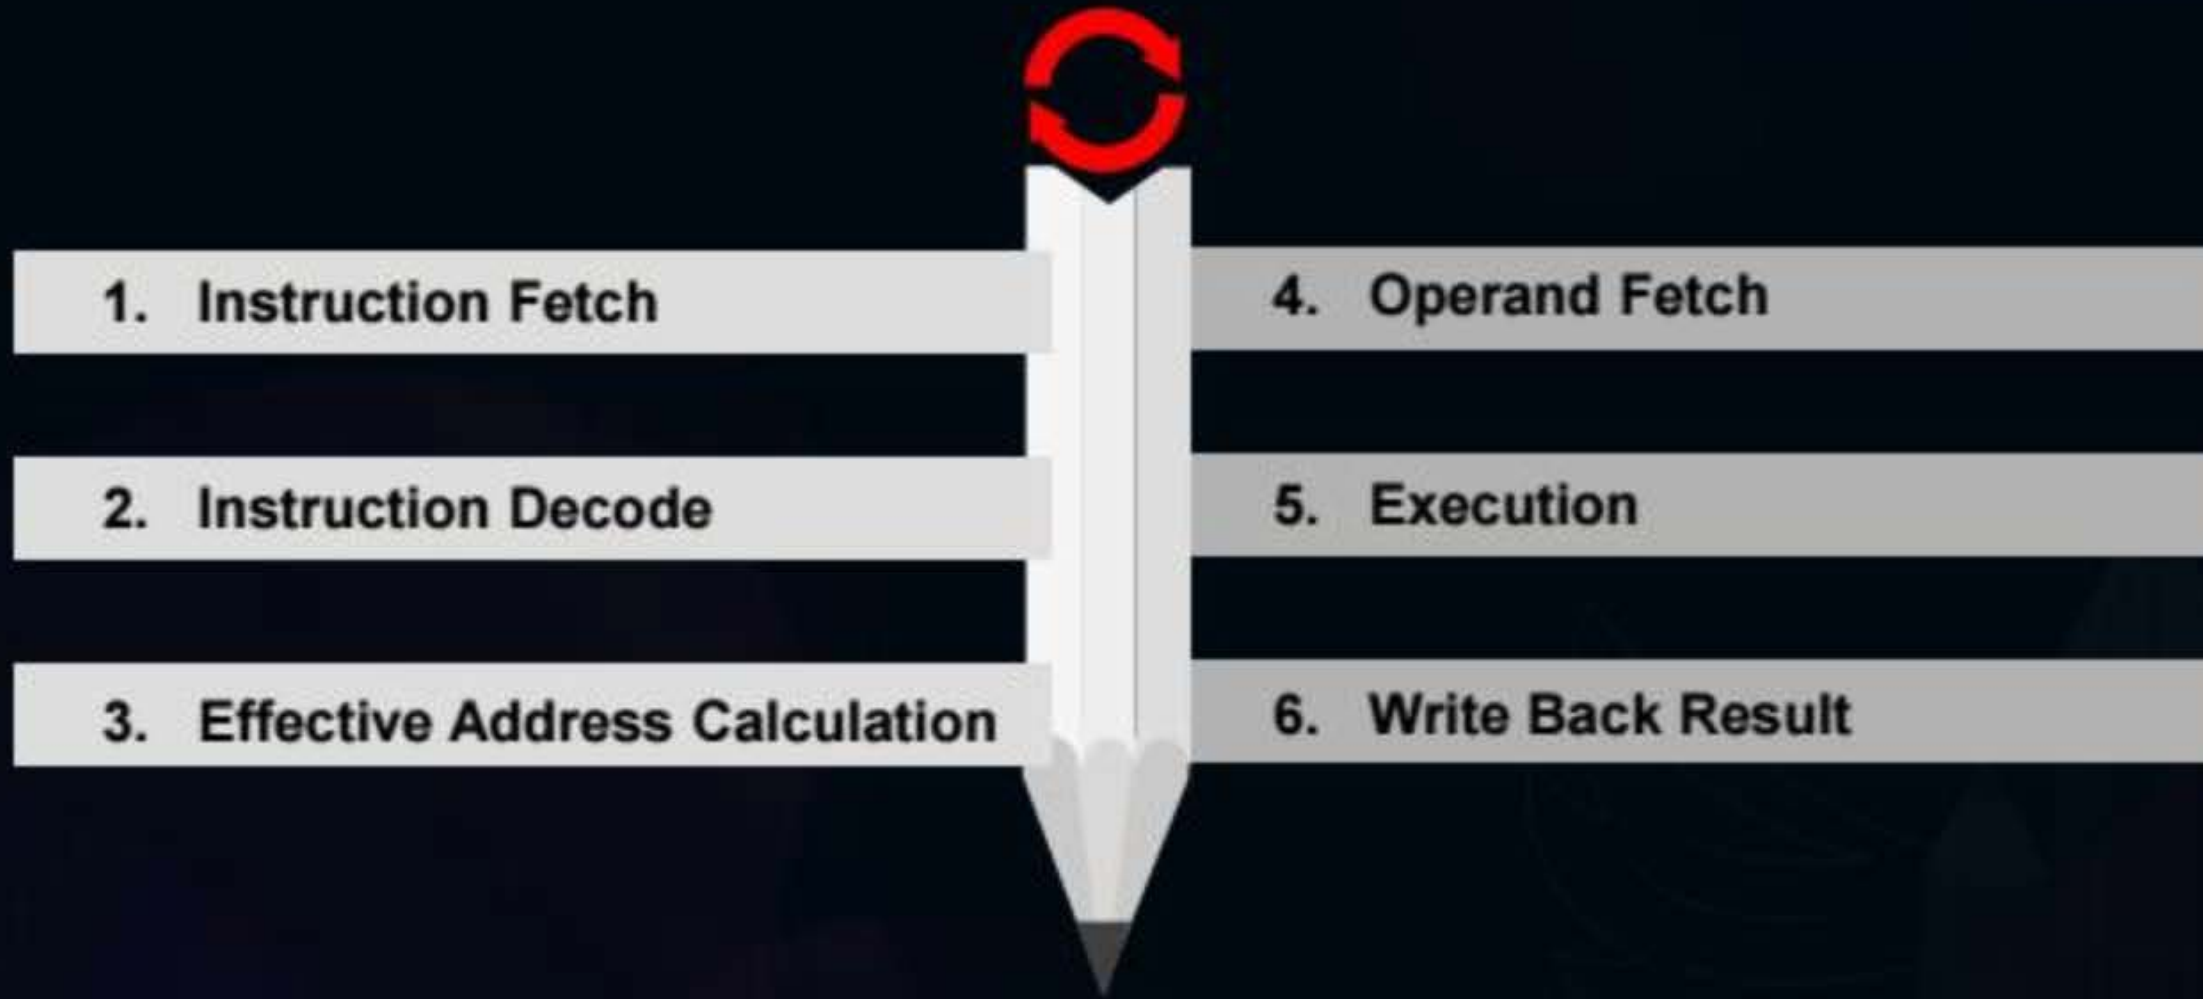 1. Instruction Fetch
2. Instruction Decode
3. Effective Address Calculation
4. Operand Fetch
5. Execution
6. Write Back Result